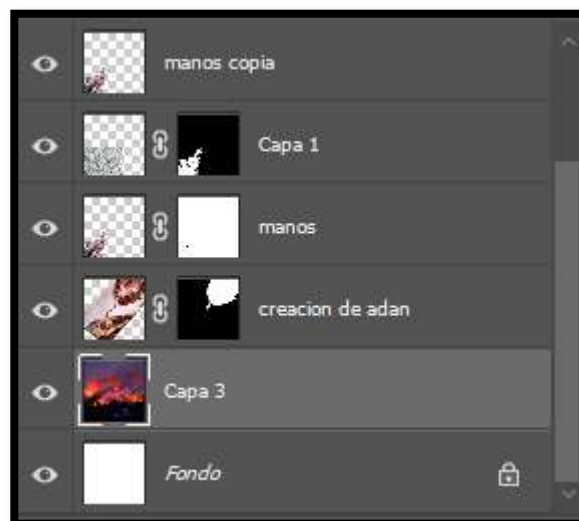 manos copia
Capa 1
manos
creacion de adan
Capa 3
Fondo